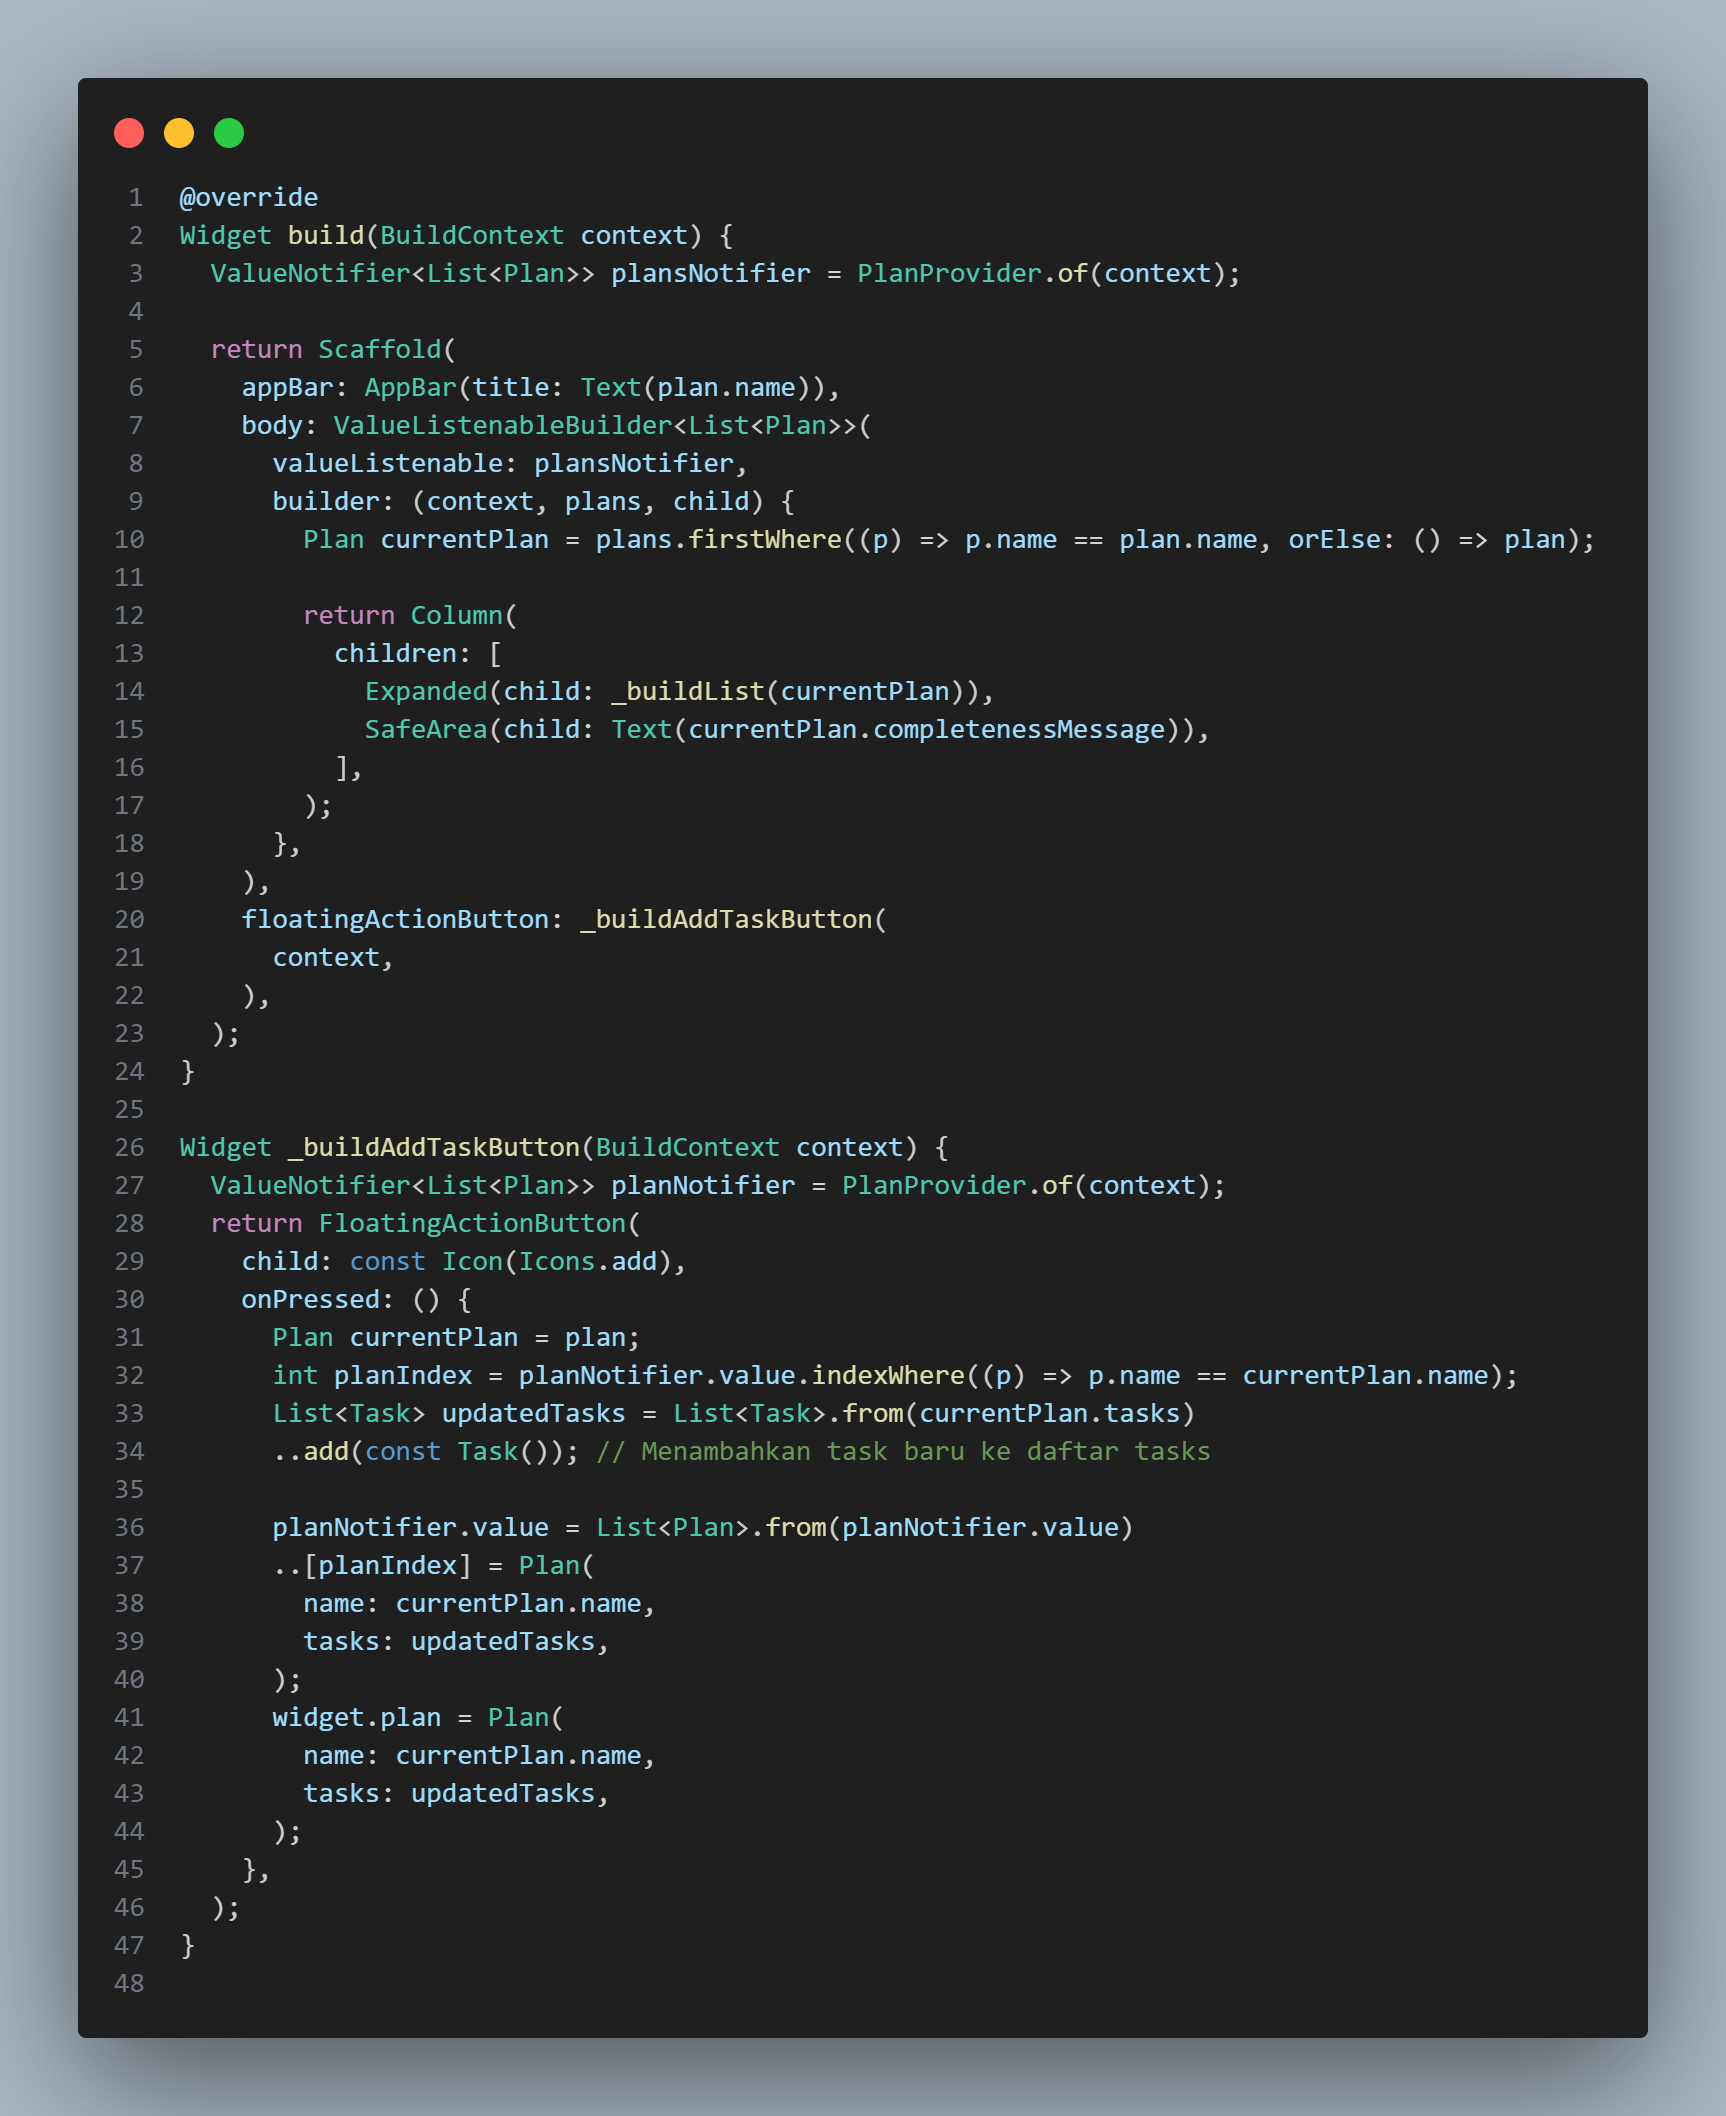 1 @override
2 Widget build(BuildContext context) {
3   ValueNotifier<List<Plan>> plansNotifier = PlanProvider.of(context);
4
5   return Scaffold(
6     appBar: AppBar(title: Text(plan.name)),
7     body: ValueListenableBuilder<List<Plan>>(
8       valueListenable: plansNotifier,
9       builder: (context, plans, child) {
10         Plan currentPlan = plans.firstWhere((p) => p.name == plan.name, orElse: () => plan);
11
12         return Column(
13           children: [
14             Expanded(child: _buildList(currentPlan)),
15             SafeArea(child: Text(currentPlan.completenessMessage)),
16           ],
17         );
18       },
19     ),
20     floatingActionButton: _buildAddTaskButton(
21       context,
22     ),
23   );
24 }
25
26 Widget _buildAddTaskButton(BuildContext context) {
27   ValueNotifier<List<Plan>> planNotifier = PlanProvider.of(context);
28   return FloatingActionButton(
29     child: const Icon(Icons.add),
30     onPressed: () {
31       Plan currentPlan = plan;
32       int planIndex = planNotifier.value.indexWhere((p) => p.name == currentPlan.name);
33       List<Task> updatedTasks = List<Task>.from(currentPlan.tasks)
34       ..add(const Task()); // Menambahkan task baru ke daftar tasks
35
36       planNotifier.value = List<Plan>.from(planNotifier.value)
37       ..[planIndex] = Plan(
38         name: currentPlan.name,
39         tasks: updatedTasks,
40       );
41       widget.plan = Plan(
42         name: currentPlan.name,
43         tasks: updatedTasks,
44       );
45     },
46   );
47 }
48